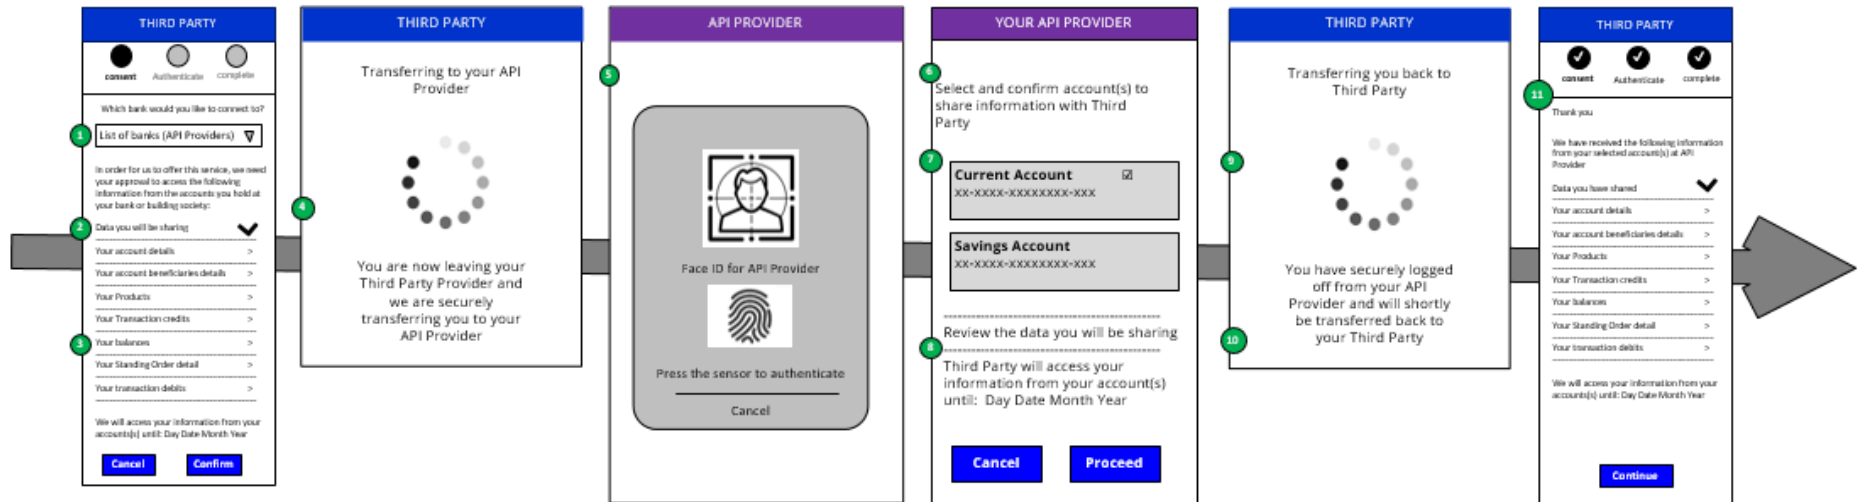 THIRD PARTY
consent Authenticate complete
Which bank would you like to connect to?
1
List of banks (API Providers)
In order for us to offer this service, we need
your approval to access the following
information from the accounts you hold at
your bank or building society:
2
Data you will be sharing
Your account details >
Your account beneficiaries details >
Your Products >
Your Transaction credits >
3
Your balances >
Your Standing Order detail >
Your transaction debits >
We will access your information from your
accounts(s) until: Day Date Month Year
Cancel Confirm
THIRD PARTY
Transferring to your API
Provider
4
You are now leaving your
Third Party Provider and
we are securely
transferring you to your
API Provider
API PROVIDER
5
Face ID for API Provider
Press the sensor to authenticate
Cancel
YOUR API PROVIDER
6
Select and confirm account(s) to
share information with Third
Party
7
Current Account ☑
xx-xxxx-xxxxxxxx-xxx
Savings Account
xx-xxxx-xxxxxxxx-xxx
Review the data you will be sharing
8
Third Party will access your
information from your account(s)
until: Day Date Month Year
Cancel Proceed
THIRD PARTY
Transferring you back to
Third Party
9
You have securely logged
off from your API
Provider and will shortly
be transferred back to
your Third Party
10
THIRD PARTY
consent Authenticate complete
11
Thank you
We have received the following information
from your selected account(s) at API
Provider
Data you have shared
Your account details >
Your account beneficiaries details >
Your Products >
Your Transaction credits >
Your balances >
Your Standing Order detail >
Your transaction debits >
We will access your information from your
accounts(s) until: Day Date Month Year
Continue